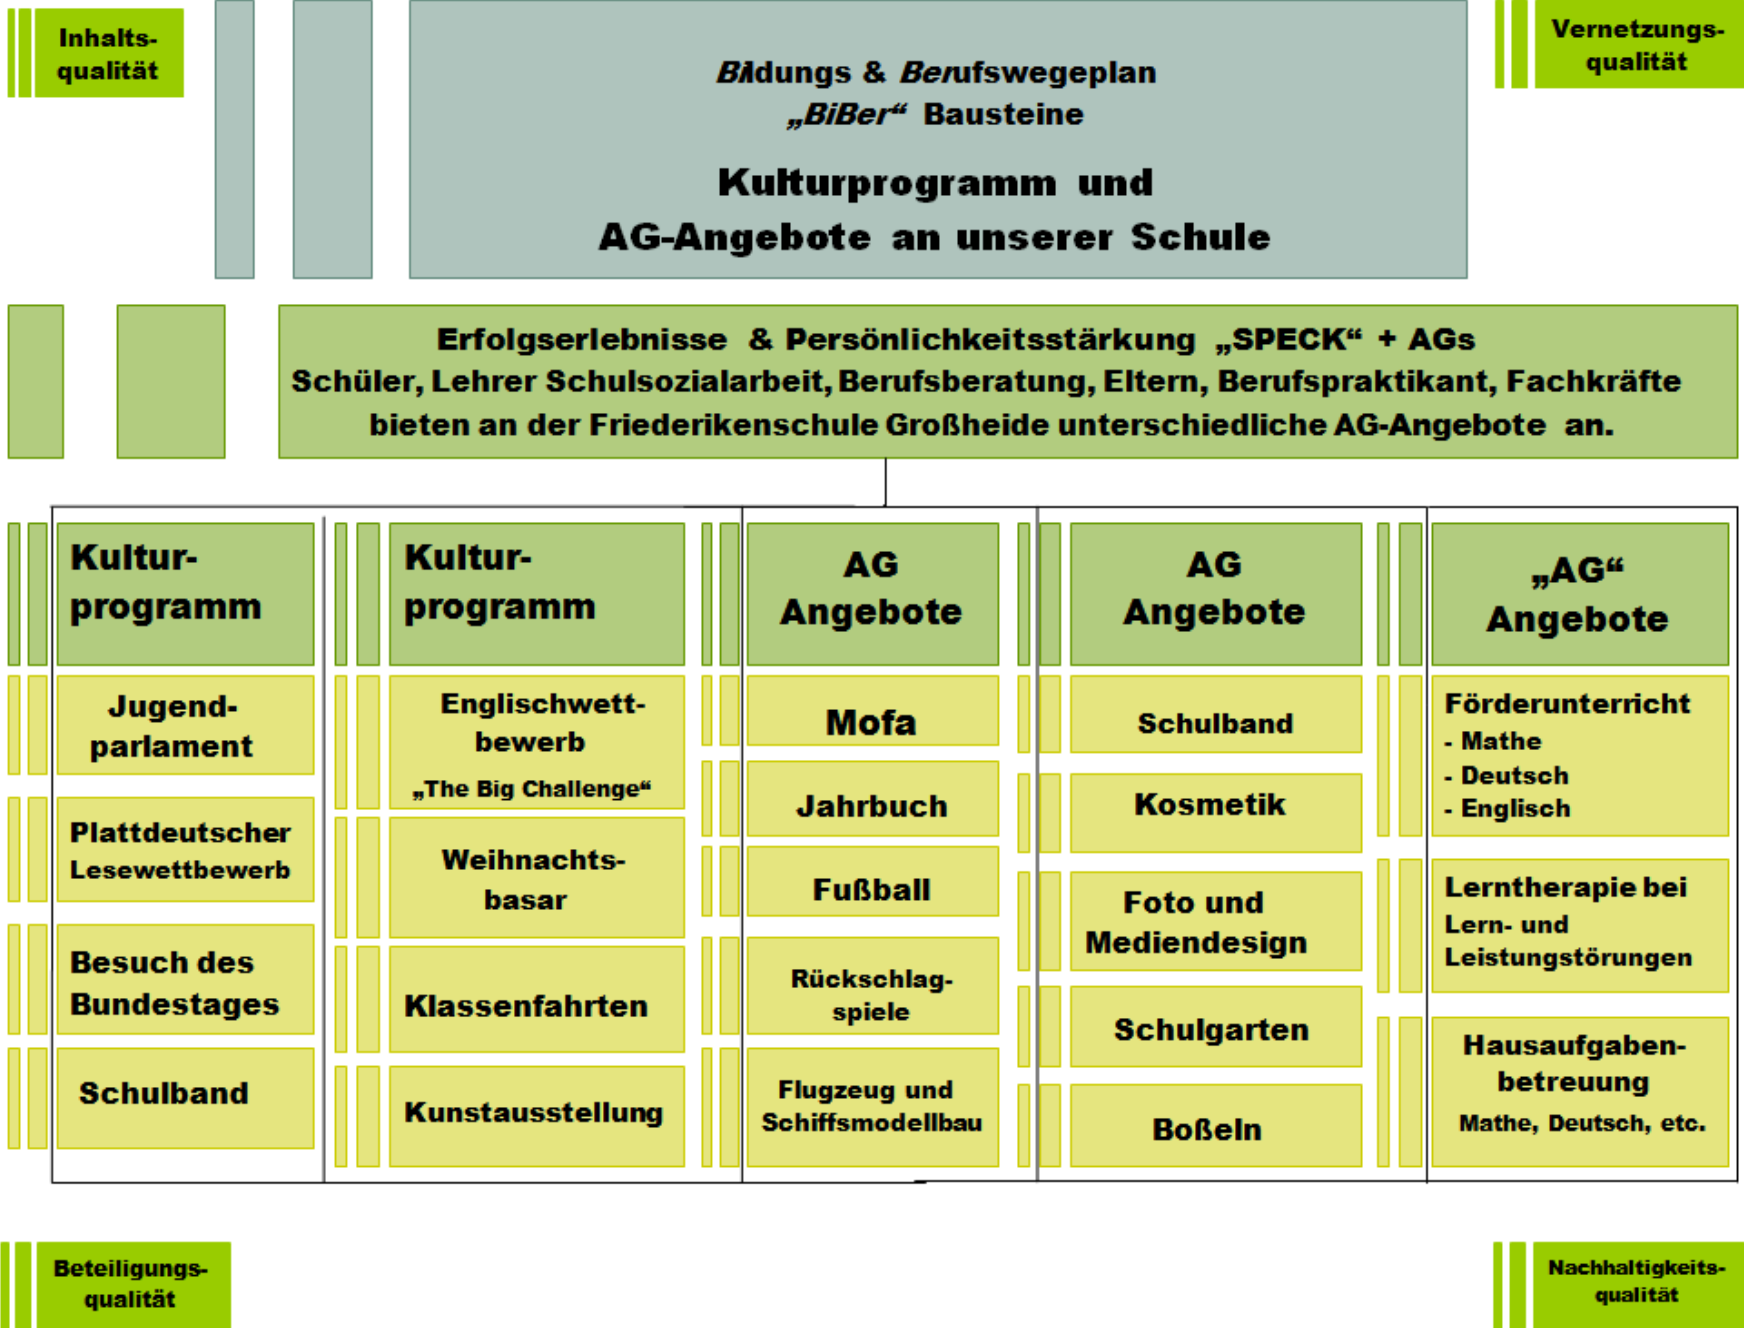 Inhalts-
qualität
Vernetzungs-
qualität
Bildungs & Berufswegeplan
„BiBer“ Bausteine
Kulturprogramm und
AG-Angebote an unserer Schule
Erfolgserlebnisse & Persönlichkeitsstärkung „SPECK“ + AGs
Schüler, Lehrer Schulsozialarbeit, Berufsberatung, Eltern, Berufspraktikant, Fachkräfte
bieten an der Friederikenschule Großheide unterschiedliche AG-Angebote an.
Kultur-
programm
Jugend-
parlament
Plattdeutscher
Lesewettbewerb
Besuch des
Bundestages
Schulband
Kultur-
programm
Englischwett-
bewerb
„The Big Challenge“
Weihnachts-
basar
Klassenfahrten
Kunstausstellung
AG
Angebote
Mofa
Jahrbuch
Fußball
Rückschlag-
spiele
Flugzeug und
Schiffsmodellbau
AG
Angebote
Schulband
Kosmetik
Foto und
Mediendesign
Schulgarten
Boßeln
„AG“
Angebote
Förderunterricht
- Mathe
- Deutsch
- Englisch
Lerntherapie bei
Lern- und
Leistungstörungen
Hausaufgaben-
betreuung
Mathe, Deutsch, etc.
Beteiligungs-
qualität
Nachhaltigkeits-
qualität